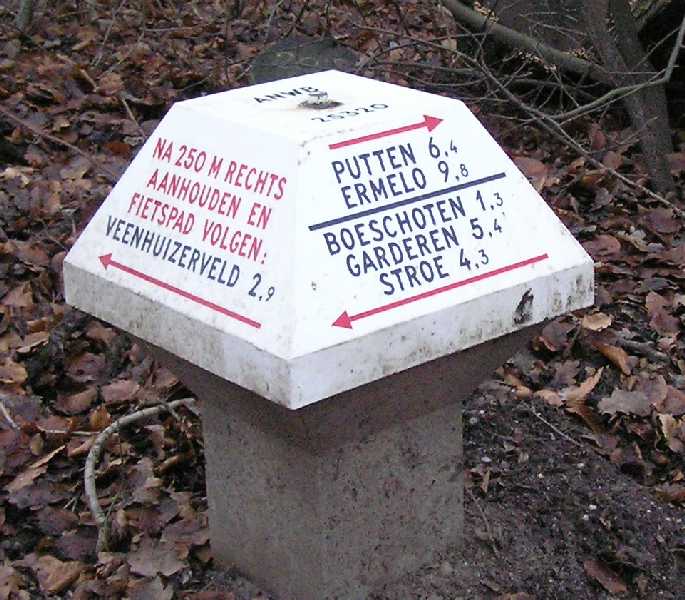 ANWB
25320
NA 250 M RECHTS
AANHOUDEN EN
FIETSPAD VOLGEN:
VEENHUIZERVELD 2,9
PUTTEN 6,4
ERMELO 9,8
BOESCHOTEN 1,3
GARDEREN 5,4
STROE 4,3